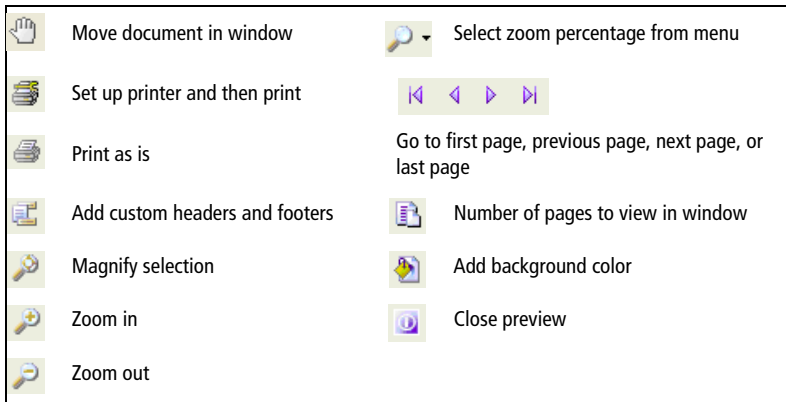 Move document in window
Set up printer and then print
Print as is
Add custom headers and footers
Magnify selection
Zoom in
Zoom out
Select zoom percentage from menu
Go to first page, previous page, next page, or
last page
Number of pages to view in window
Add background color
Close preview